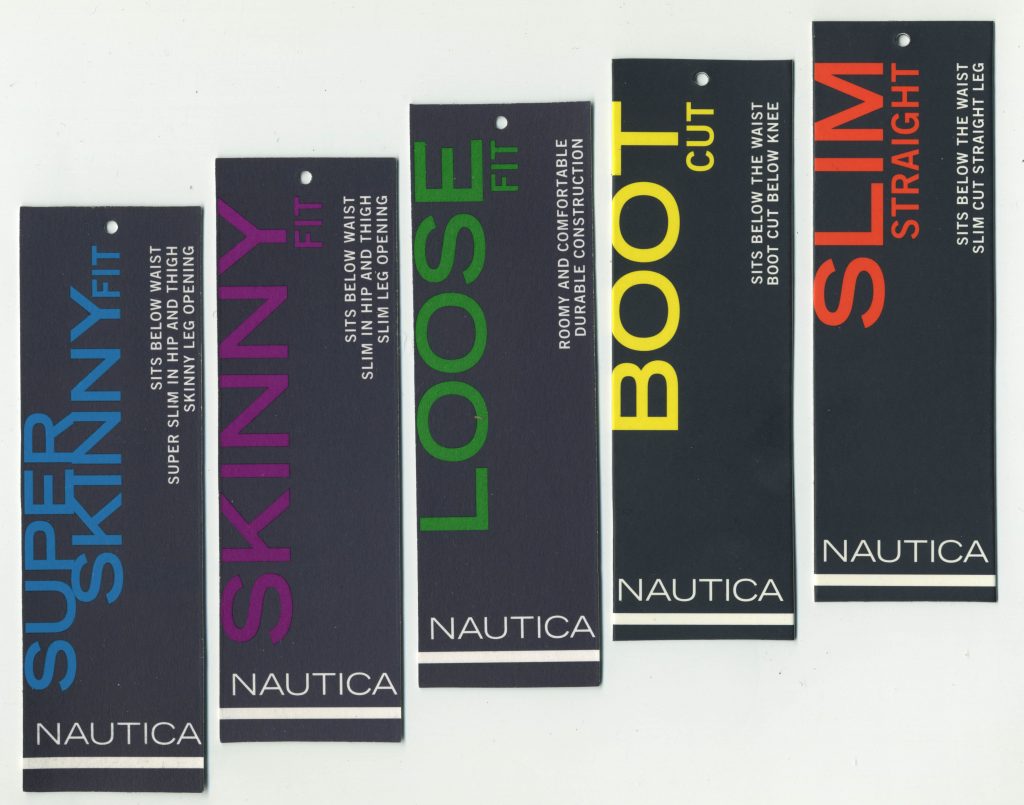 SUPER
SKINNY FIT
SITS BELOW WAIST
SUPER SLIM IN HIP AND THIGH
SKINNY LEG OPENING
NAUTICA
SKINNY
FIT
SITS BELOW WAIST
SLIM IN HIP AND THIGH
SLIM LEG OPENING
NAUTICA
LOOSE
FIT
ROOMY AND COMFORTABLE
DURABLE CONSTRUCTION
NAUTICA
BOOT
CUT
SITS BELOW THE WAIST
BOOT CUT BELOW KNEE
NAUTICA
SLIM
STRAIGHT
SITS BELOW THE WAIST
SLIM CUT STRAIGHT LEG
NAUTICA